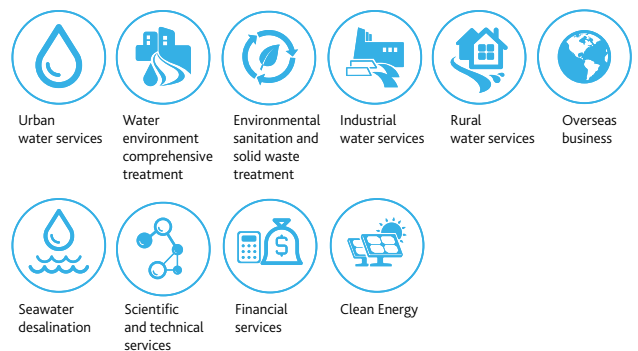 Urban
water services
Water
environment
comprehensive
treatment
Environmental
sanitation and
solid waste
treatment
Industrial
water services
Rural
water services
Overseas
business
Seawater
desalination
Scientific
and technical
services
$
Financial
services
Clean Energy